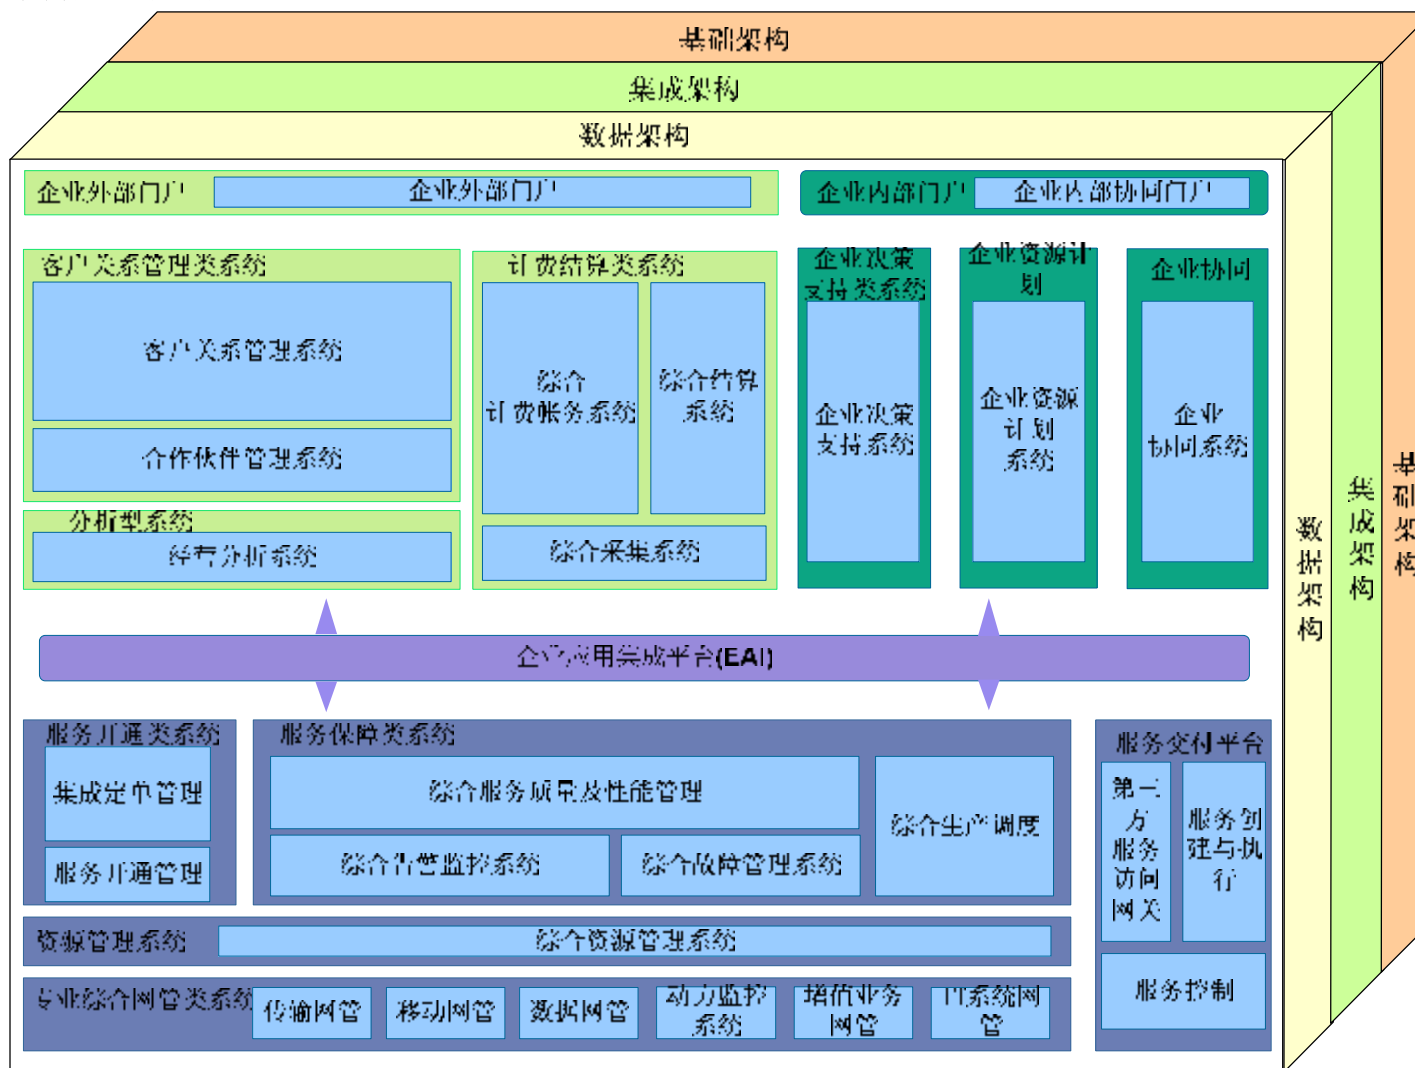 基础架构
集成架构
数据架构
企业外部门户
企业外部门户
企业内部门户
企业内部协同门户
客户关系管理类系统
客户关系管理系统
合作伙伴管理系统
分析型系统
经营分析系统
计费结算类系统
综合
计费帐务系统
综合结算
系统
综合采集系统
企业决策
支持类系统
企业决策
支持系统
企业资源计
划
企业资源
计划
系统
企业协同
企业
协同系统
企业应用集成平台(EAI)
服务开通类系统
集成定单管理
服务开通管理
服务保障类系统
综合服务质量及性能管理
综合告警监控系统
综合故障管理系统
综合生产调度
服务交付平台
第三
方
服务
访问
网关
服务创
建与执
行
服务控制
资源管理系统
综合资源管理系统
专业综合网管类系统
传输网管
移动网管
数据网管
动力监控
系统
增值业务
网管
IT系统网
管
数
据
架
构
集
成
架
构
基
础
架
构